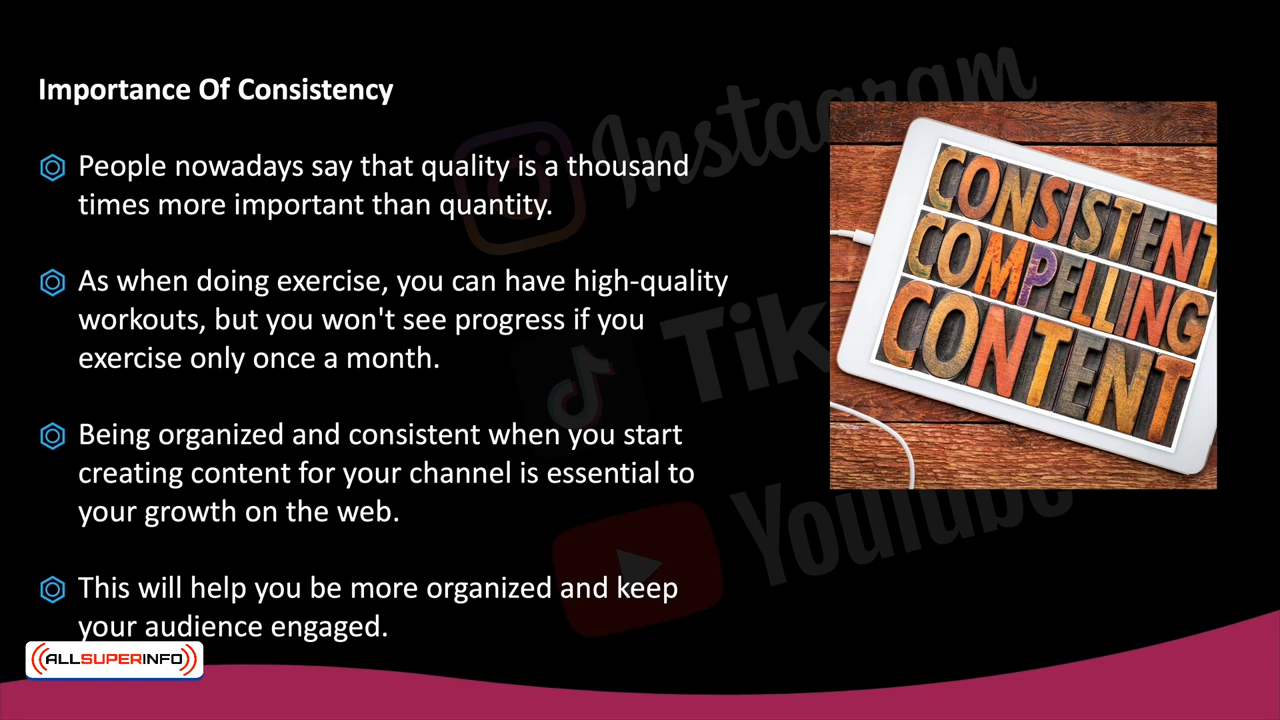 Importance Of Consistency
People nowadays say that quality is a thousand
times more important than quantity.
As when doing exercise, you can have high-quality
workouts, but you won't see progress if you
exercise only once a month.
Being organized and consistent when you start
creating content for your channel is essential to
your growth on the web.
This will help you be more organized and keep
your audience engaged.
Instagram
TikT
YouTube
CONSISTENT
COMPELLING
CONTENT
ALLSUPERINFO